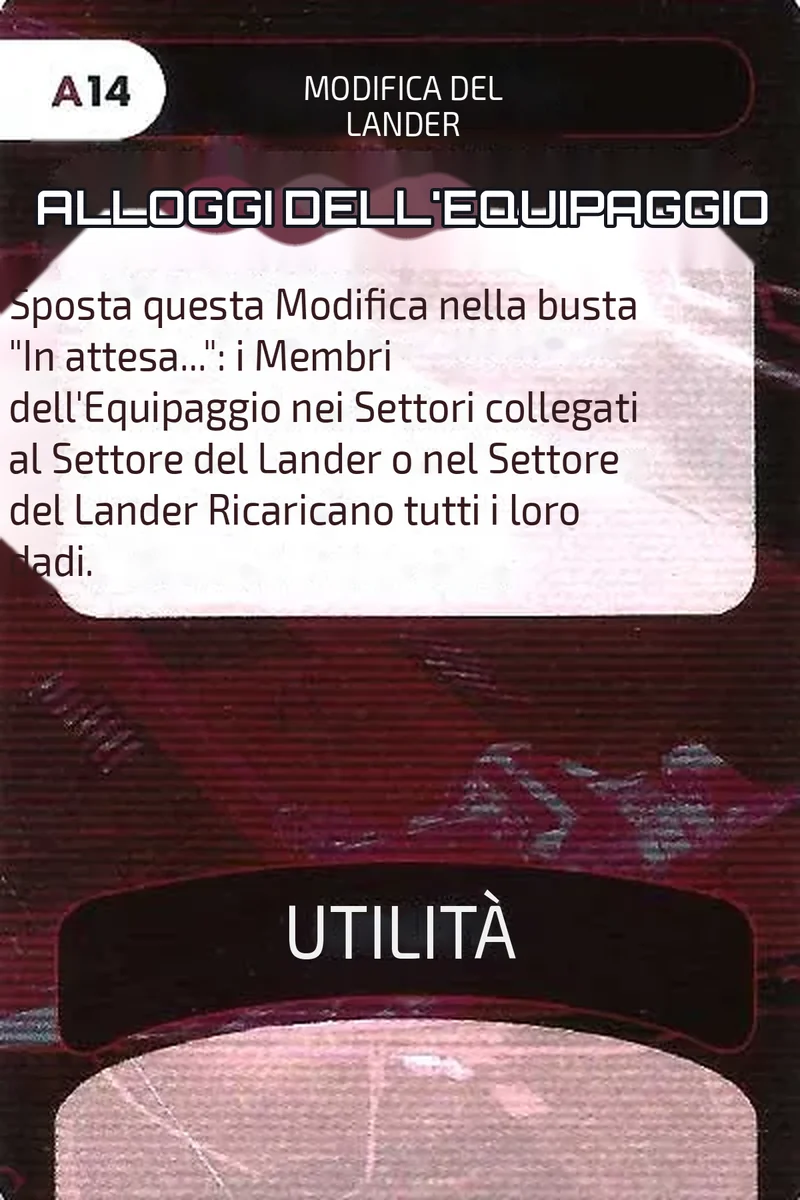 A14
MODIFICA DEL
LANDER
ALLOGGI DELL'EQUIPAGGIO
Sposta questa Modifica nella busta
"In attesa...": i Membri
dell'Equipaggio nei Settori collegati
al Settore del Lander o nel Settore
del Lander Ricaricano tutti i loro
dadi.
UTILITÀ